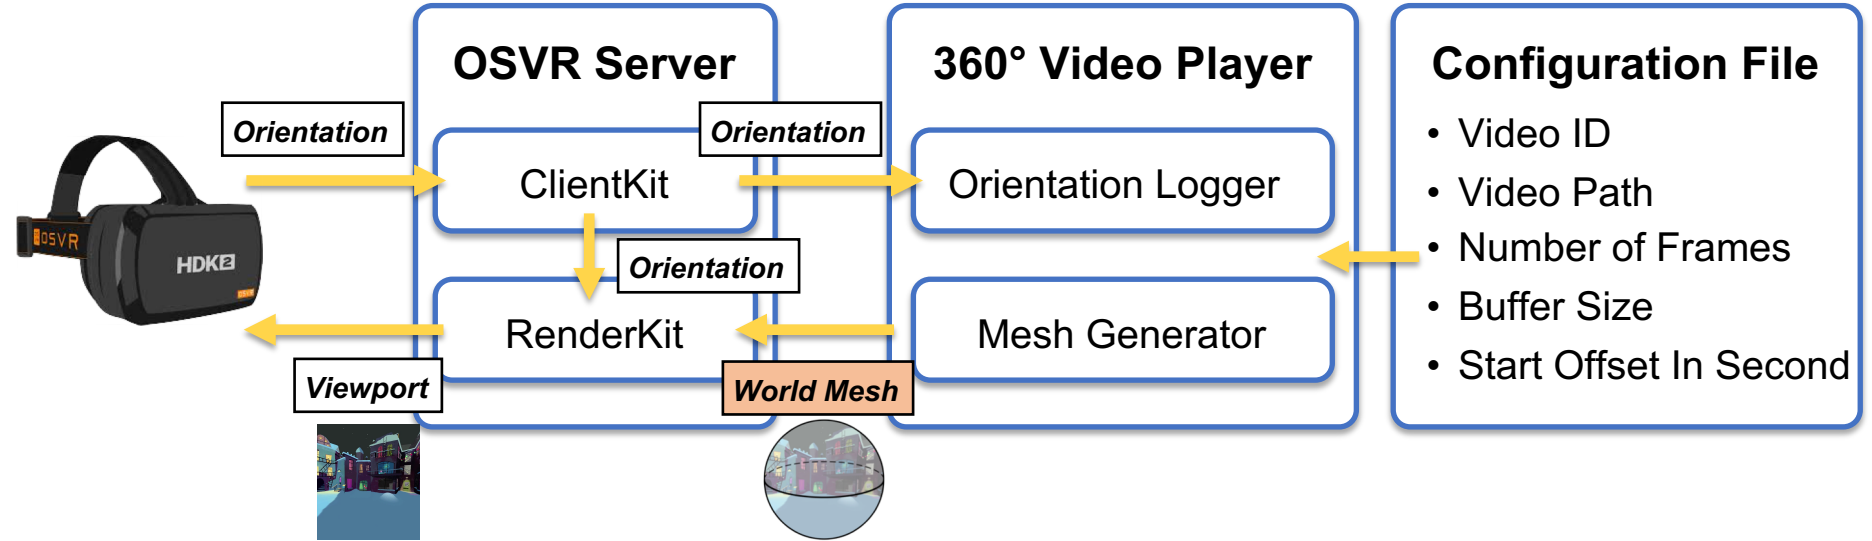 OSVR Server
360° Video Player
Configuration File
Orientation
Orientation
ClientKit
Orientation Logger
Orientation
RenderKit
Mesh Generator
Viewport
World Mesh
• Video ID
• Video Path
• Number of Frames
• Buffer Size
• Start Offset In Second
OSVR
HDK2
OSVR